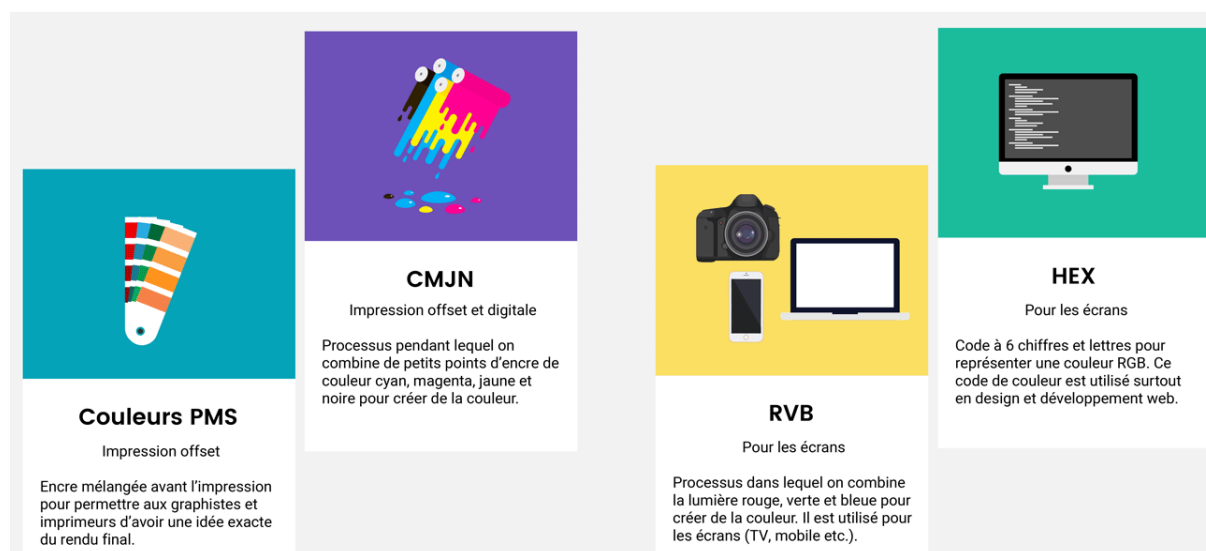 Couleurs PMS
Impression offset
Encre mélangée avant l’impression
pour permettre aux graphistes et
imprimeurs d’avoir une idée exacte
du rendu final.
CMJN
Impression offset et digitale
Processus pendant lequel on
combine de petits points d’encre de
couleur cyan, magenta, jaune et
noire pour créer de la couleur.
RVB
Pour les écrans
Processus dans lequel on combine
la lumière rouge, verte et bleue pour
créer de la couleur. Il est utilisé pour
les écrans (TV, mobile etc.).
HEX
Pour les écrans
Code à 6 chiffres et lettres pour
représenter une couleur RGB. Ce
code de couleur est utilisé surtout
en design et développement web.